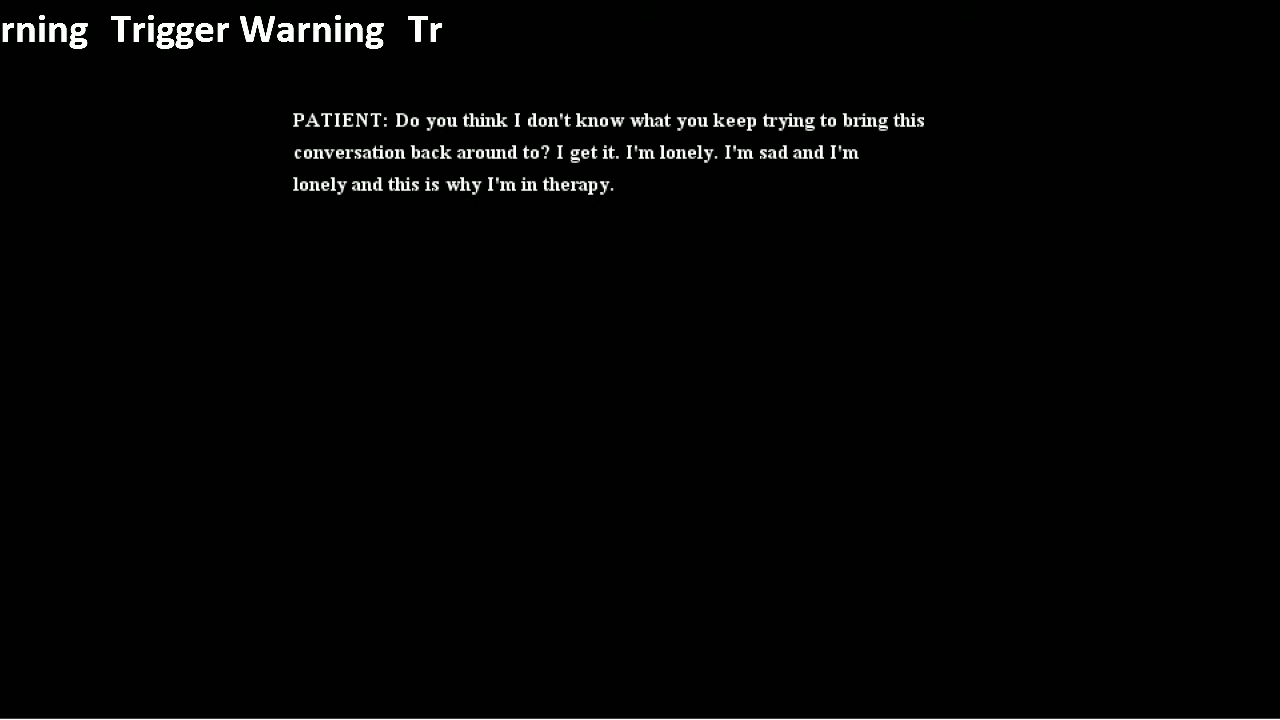 rning Trigger Warning Tr
PATIENT: Do you think I don't know what you keep trying to bring this
conversation back around to? I get it. I'm lonely. I'm sad and I'm
lonely and this is why I'm in therapy.